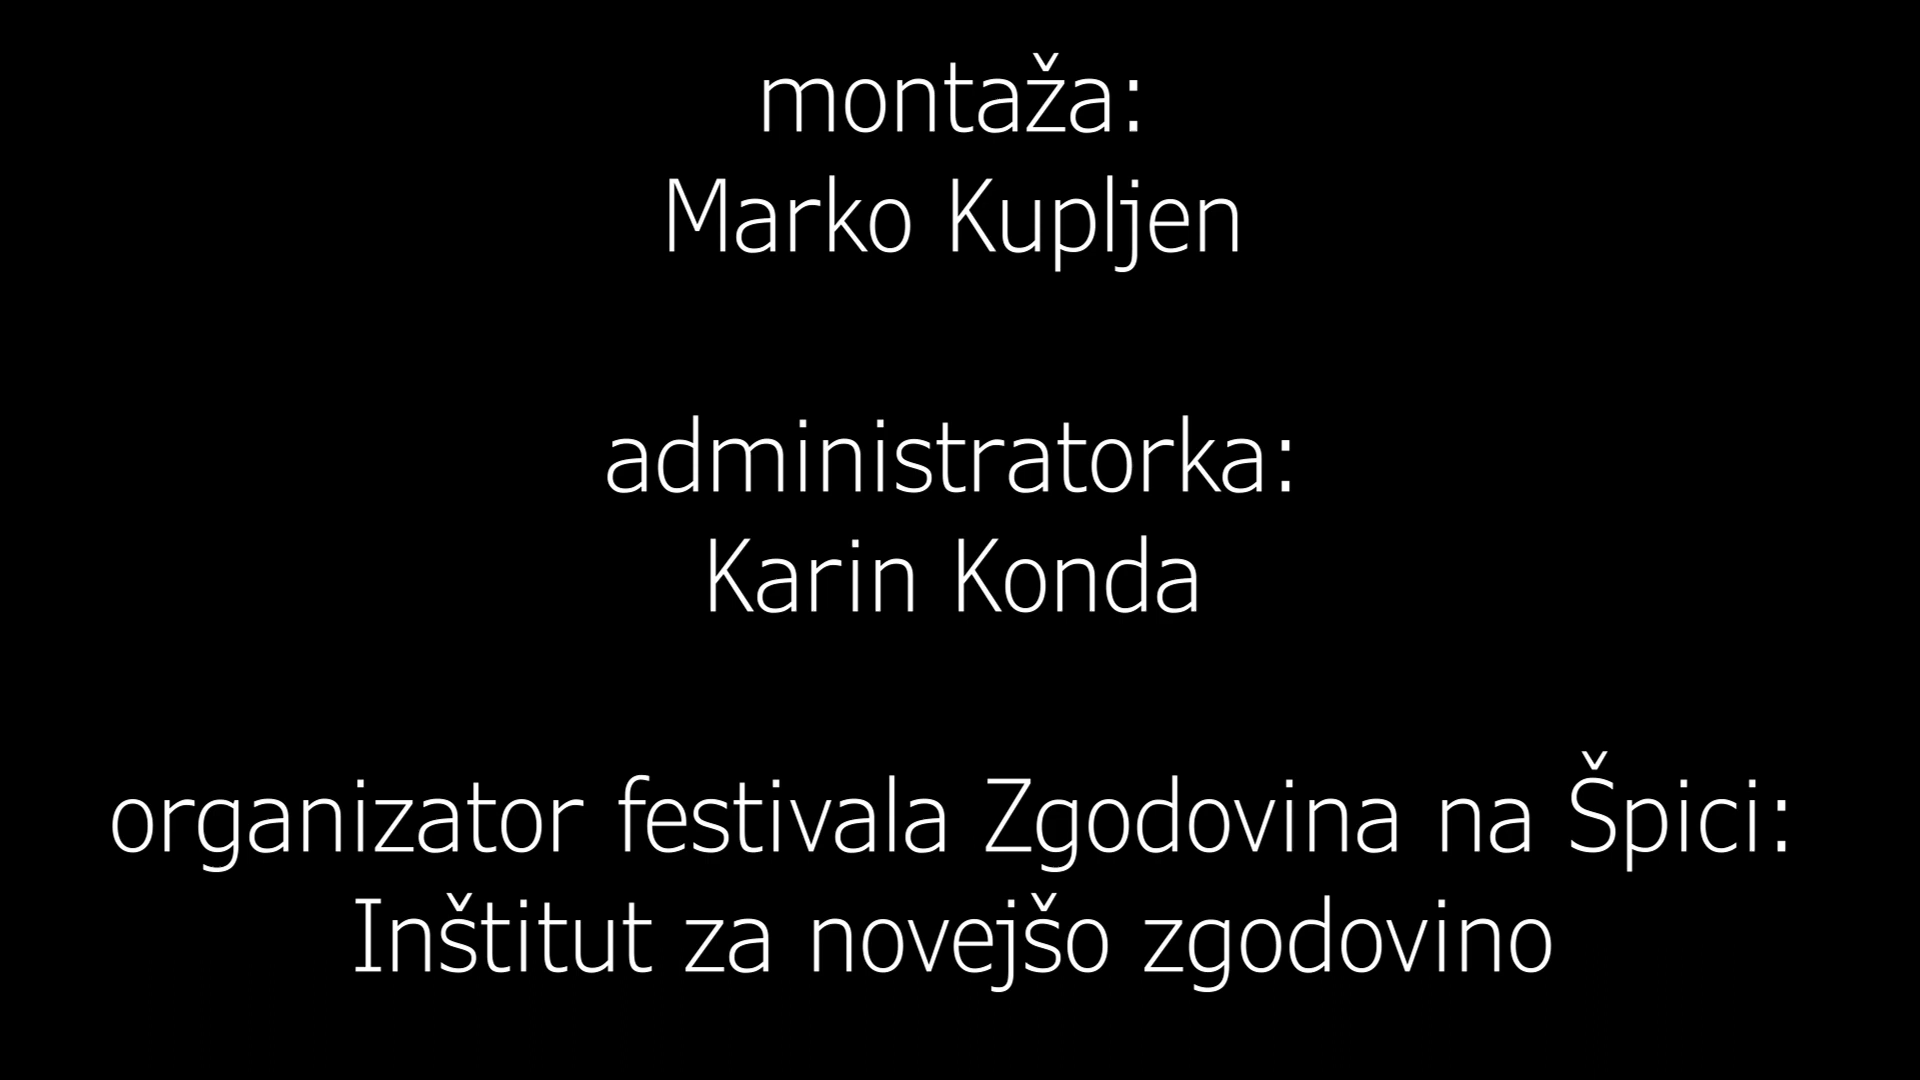 montaža:
Marko Kupljen
administratorka:
Karin Konda
organizator festivala Zgodovina na Špici:
Inštitut za novejšo zgodovino